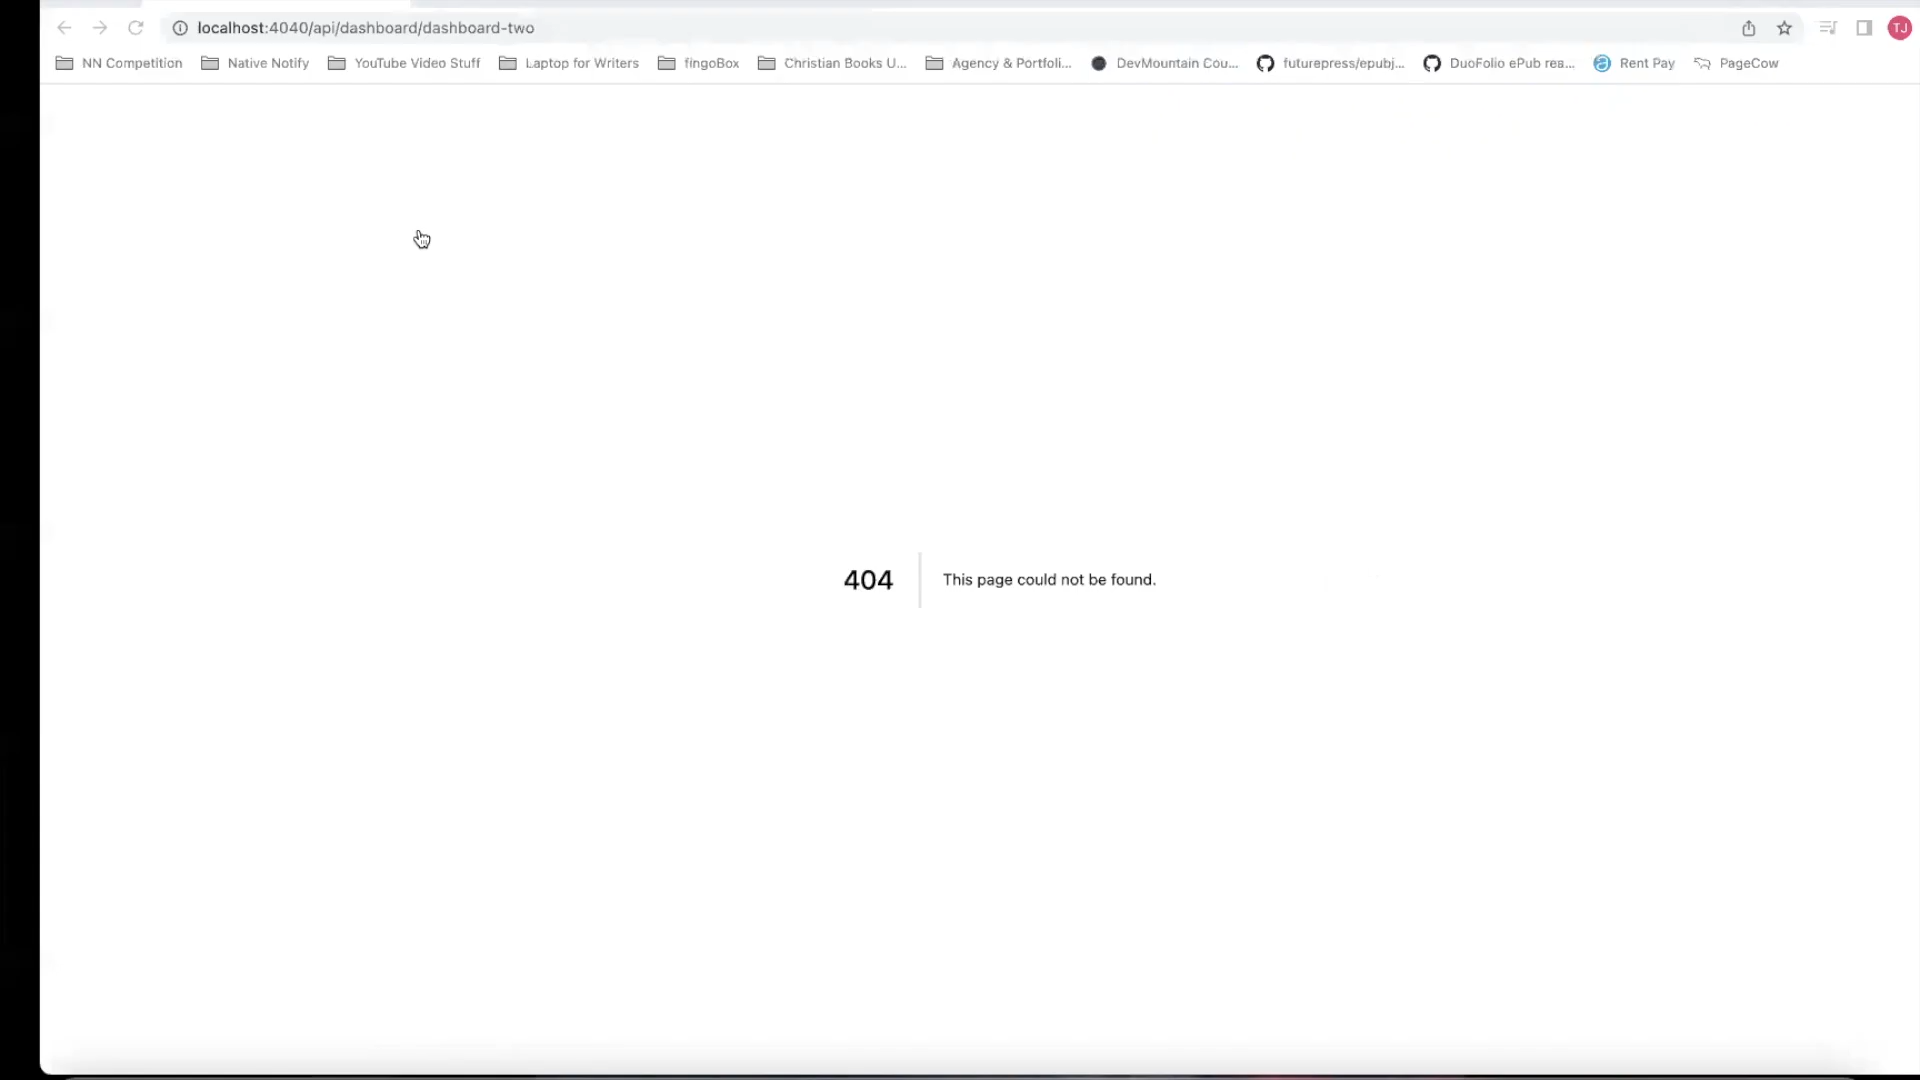 localhost:4040/api/dashboard/dashboard-two
TJ
NN Competition Native Notify YouTube Video Stuff Laptop for Writers fingoBox Christian Books U... Agency & Portfoli... DevMountain Cou... futurepress/epubj... DuoFolio ePub rea... Rent Pay PageCow
404 This page could not be found.